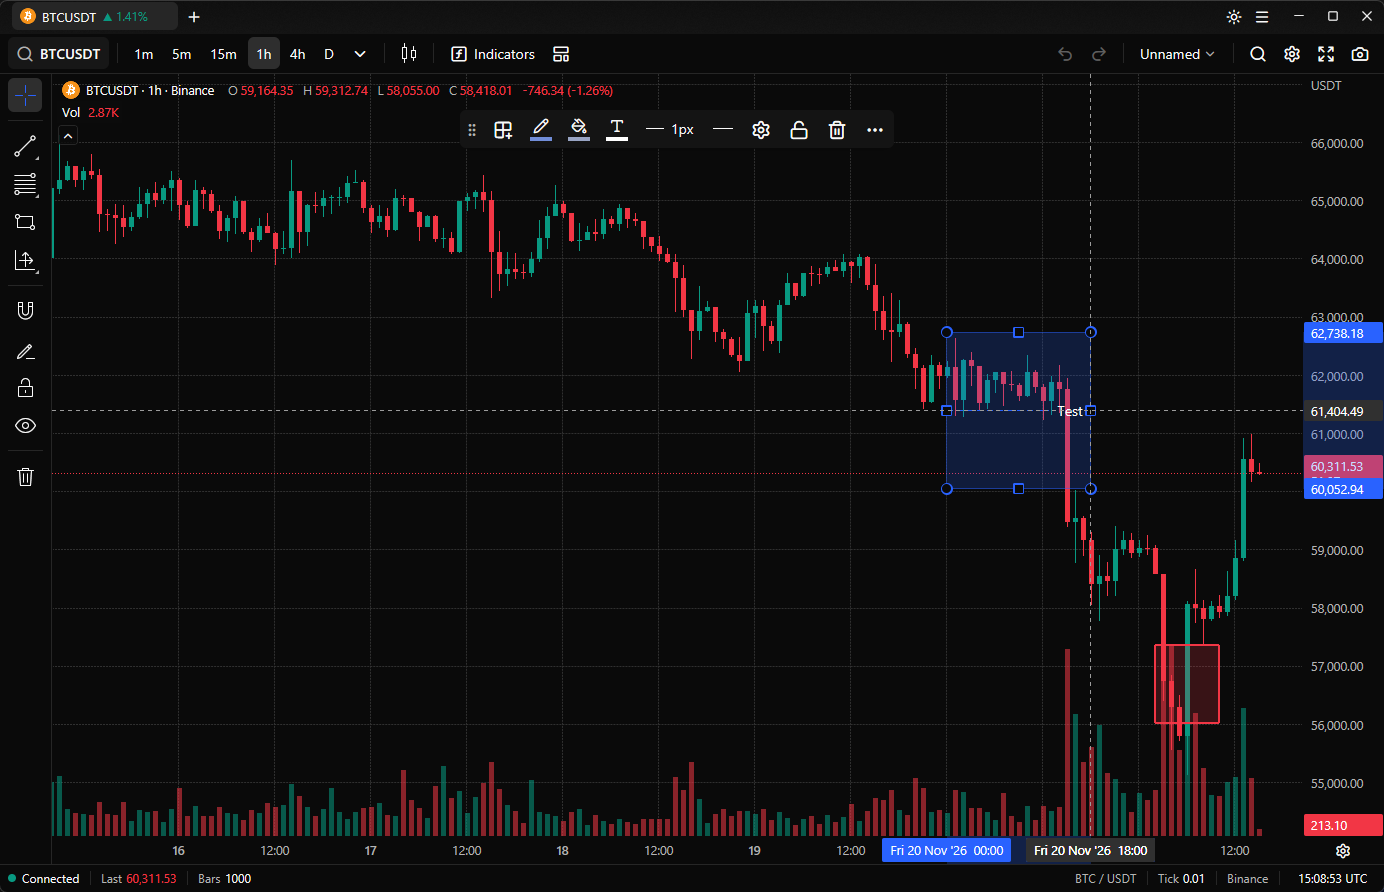 BTCUSDT ▲ 1.41%
BTCUSDT 1m 5m 15m 1h 4h D Indicators Unnamed
BTCUSDT · 1h · Binance O 59,164.35 H 59,312.74 L 58,055.00 C 58,418.01 -746.34 (-1.26%)
USDT
Vol 2.87K
T 1px
66,000.00
65,000.00
64,000.00
63,000.00
62,738.18
62,000.00
Test
61,404.49
61,000.00
60,311.53
60,052.94
59,000.00
58,000.00
57,000.00
56,000.00
55,000.00
213.10
16 12:00 17 12:00 18 12:00 19 12:00 Fri 20 Nov '26 00:00 Fri 20 Nov '26 18:00 12:00
Connected Last 60,311.53 Bars 1000 BTC / USDT Tick 0.01 Binance 15:08:53 UTC